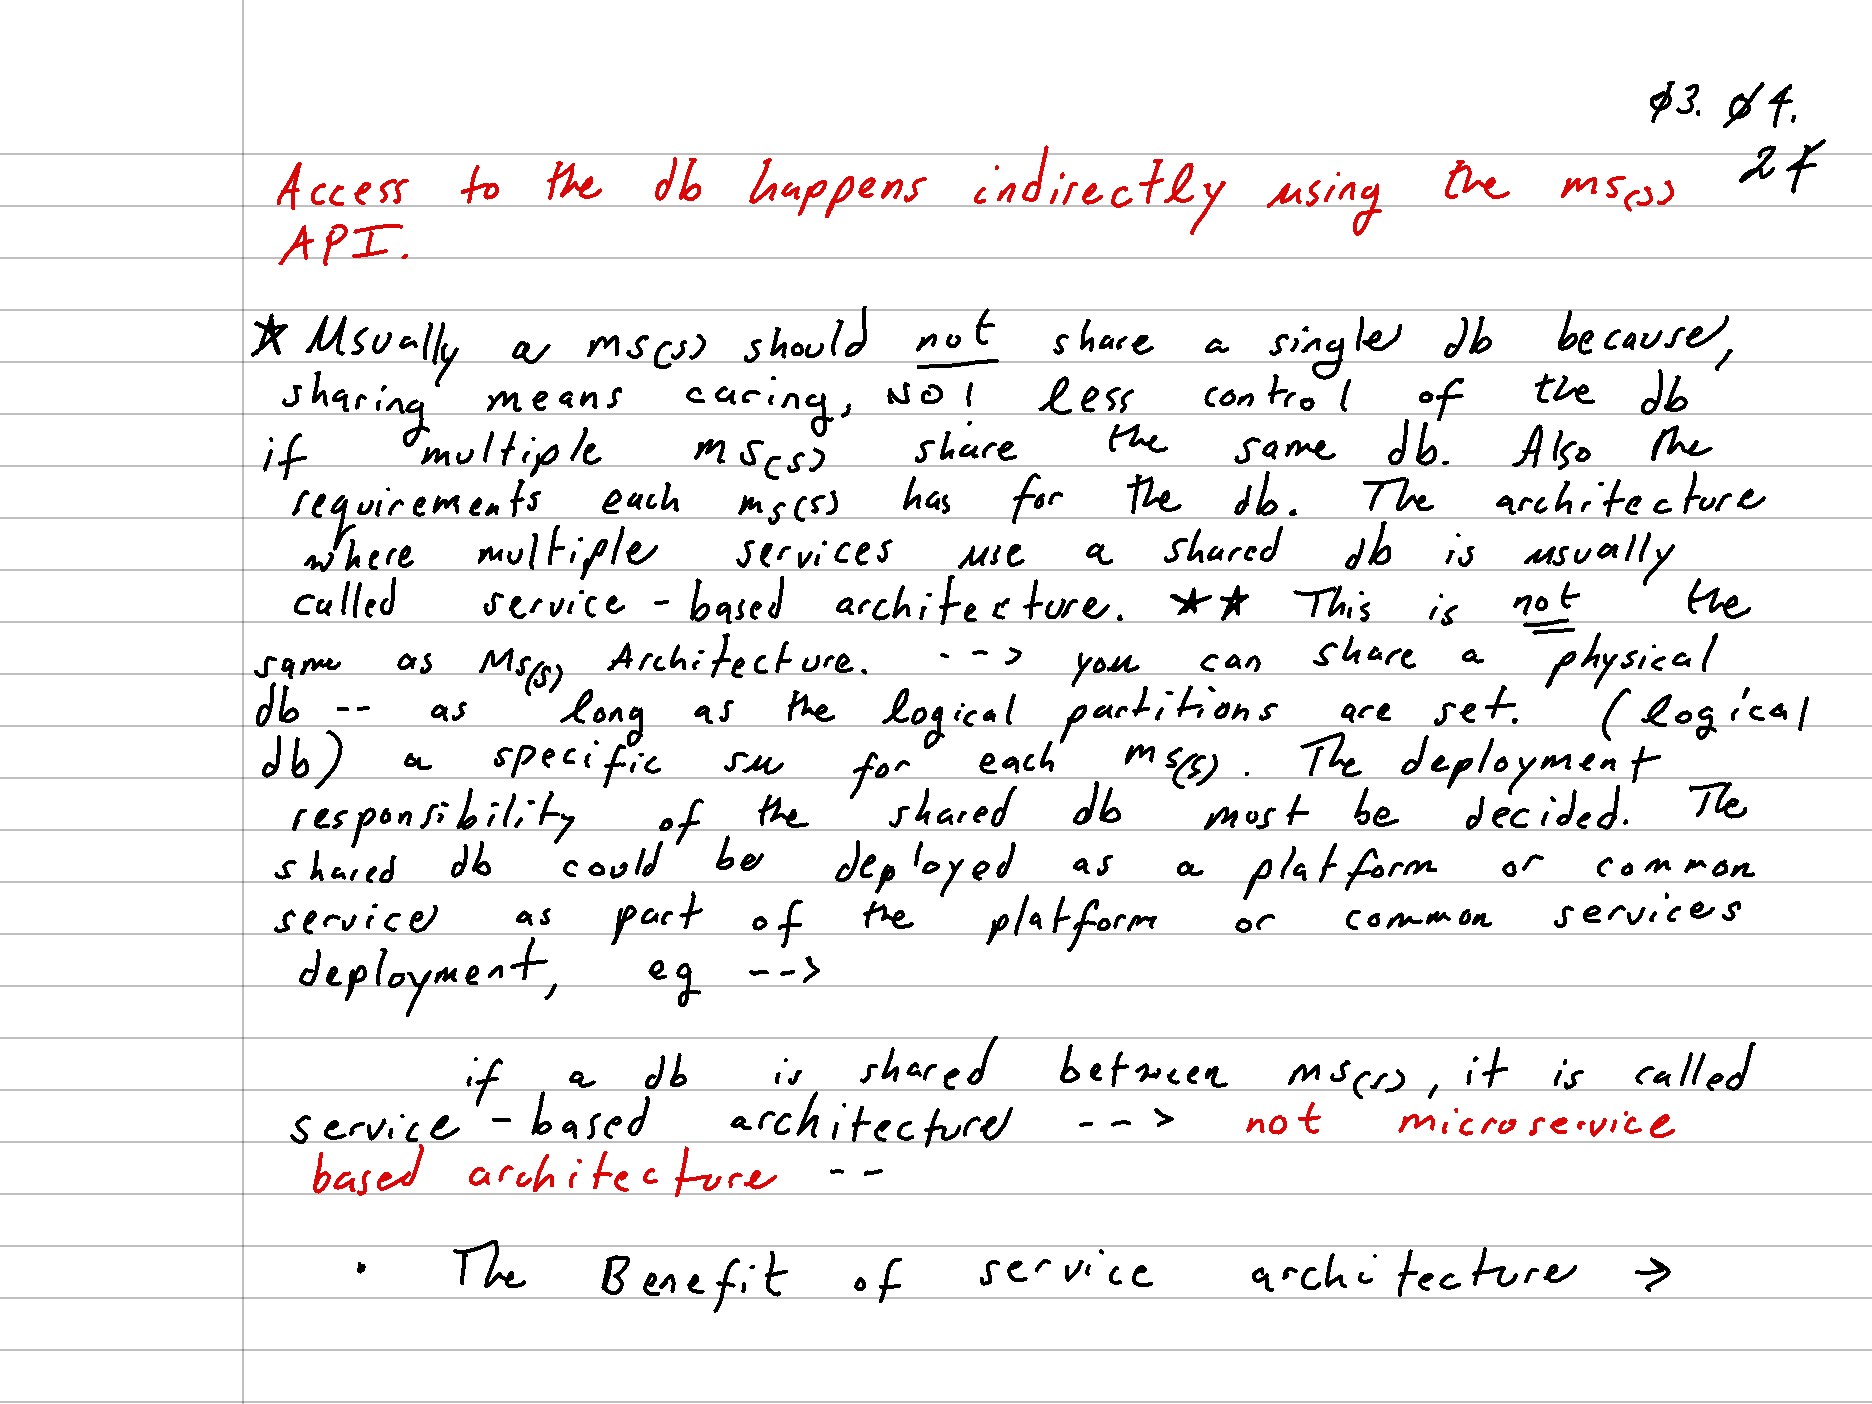 03. 04.
27
Access to the db happens indirectly using the ms(s)
API.
★ Usually a ms(s) should not share a single db because,
sharing means caring, NO! less control of the db
if multiple ms(s) share the same db. Also the
requirements each ms(s) has for the db. The architecture
where multiple services use a shared db is usually
called service-based architecture. ★★ This is not the
same as Ms(s) Architecture. --> you can share a physical
db -- as long as the logical partitions are set. (logical
db) a specific su for each ms(s). The deployment
responsibility of the shared db must be decided. The
shared db could be deployed as a platform or common
service as part of the platform or common services
deployment, eg -->
if a db is shared between ms(s), it is called
service-based architecture --> not microservice
based architecture --
• The Benefit of service architecture →